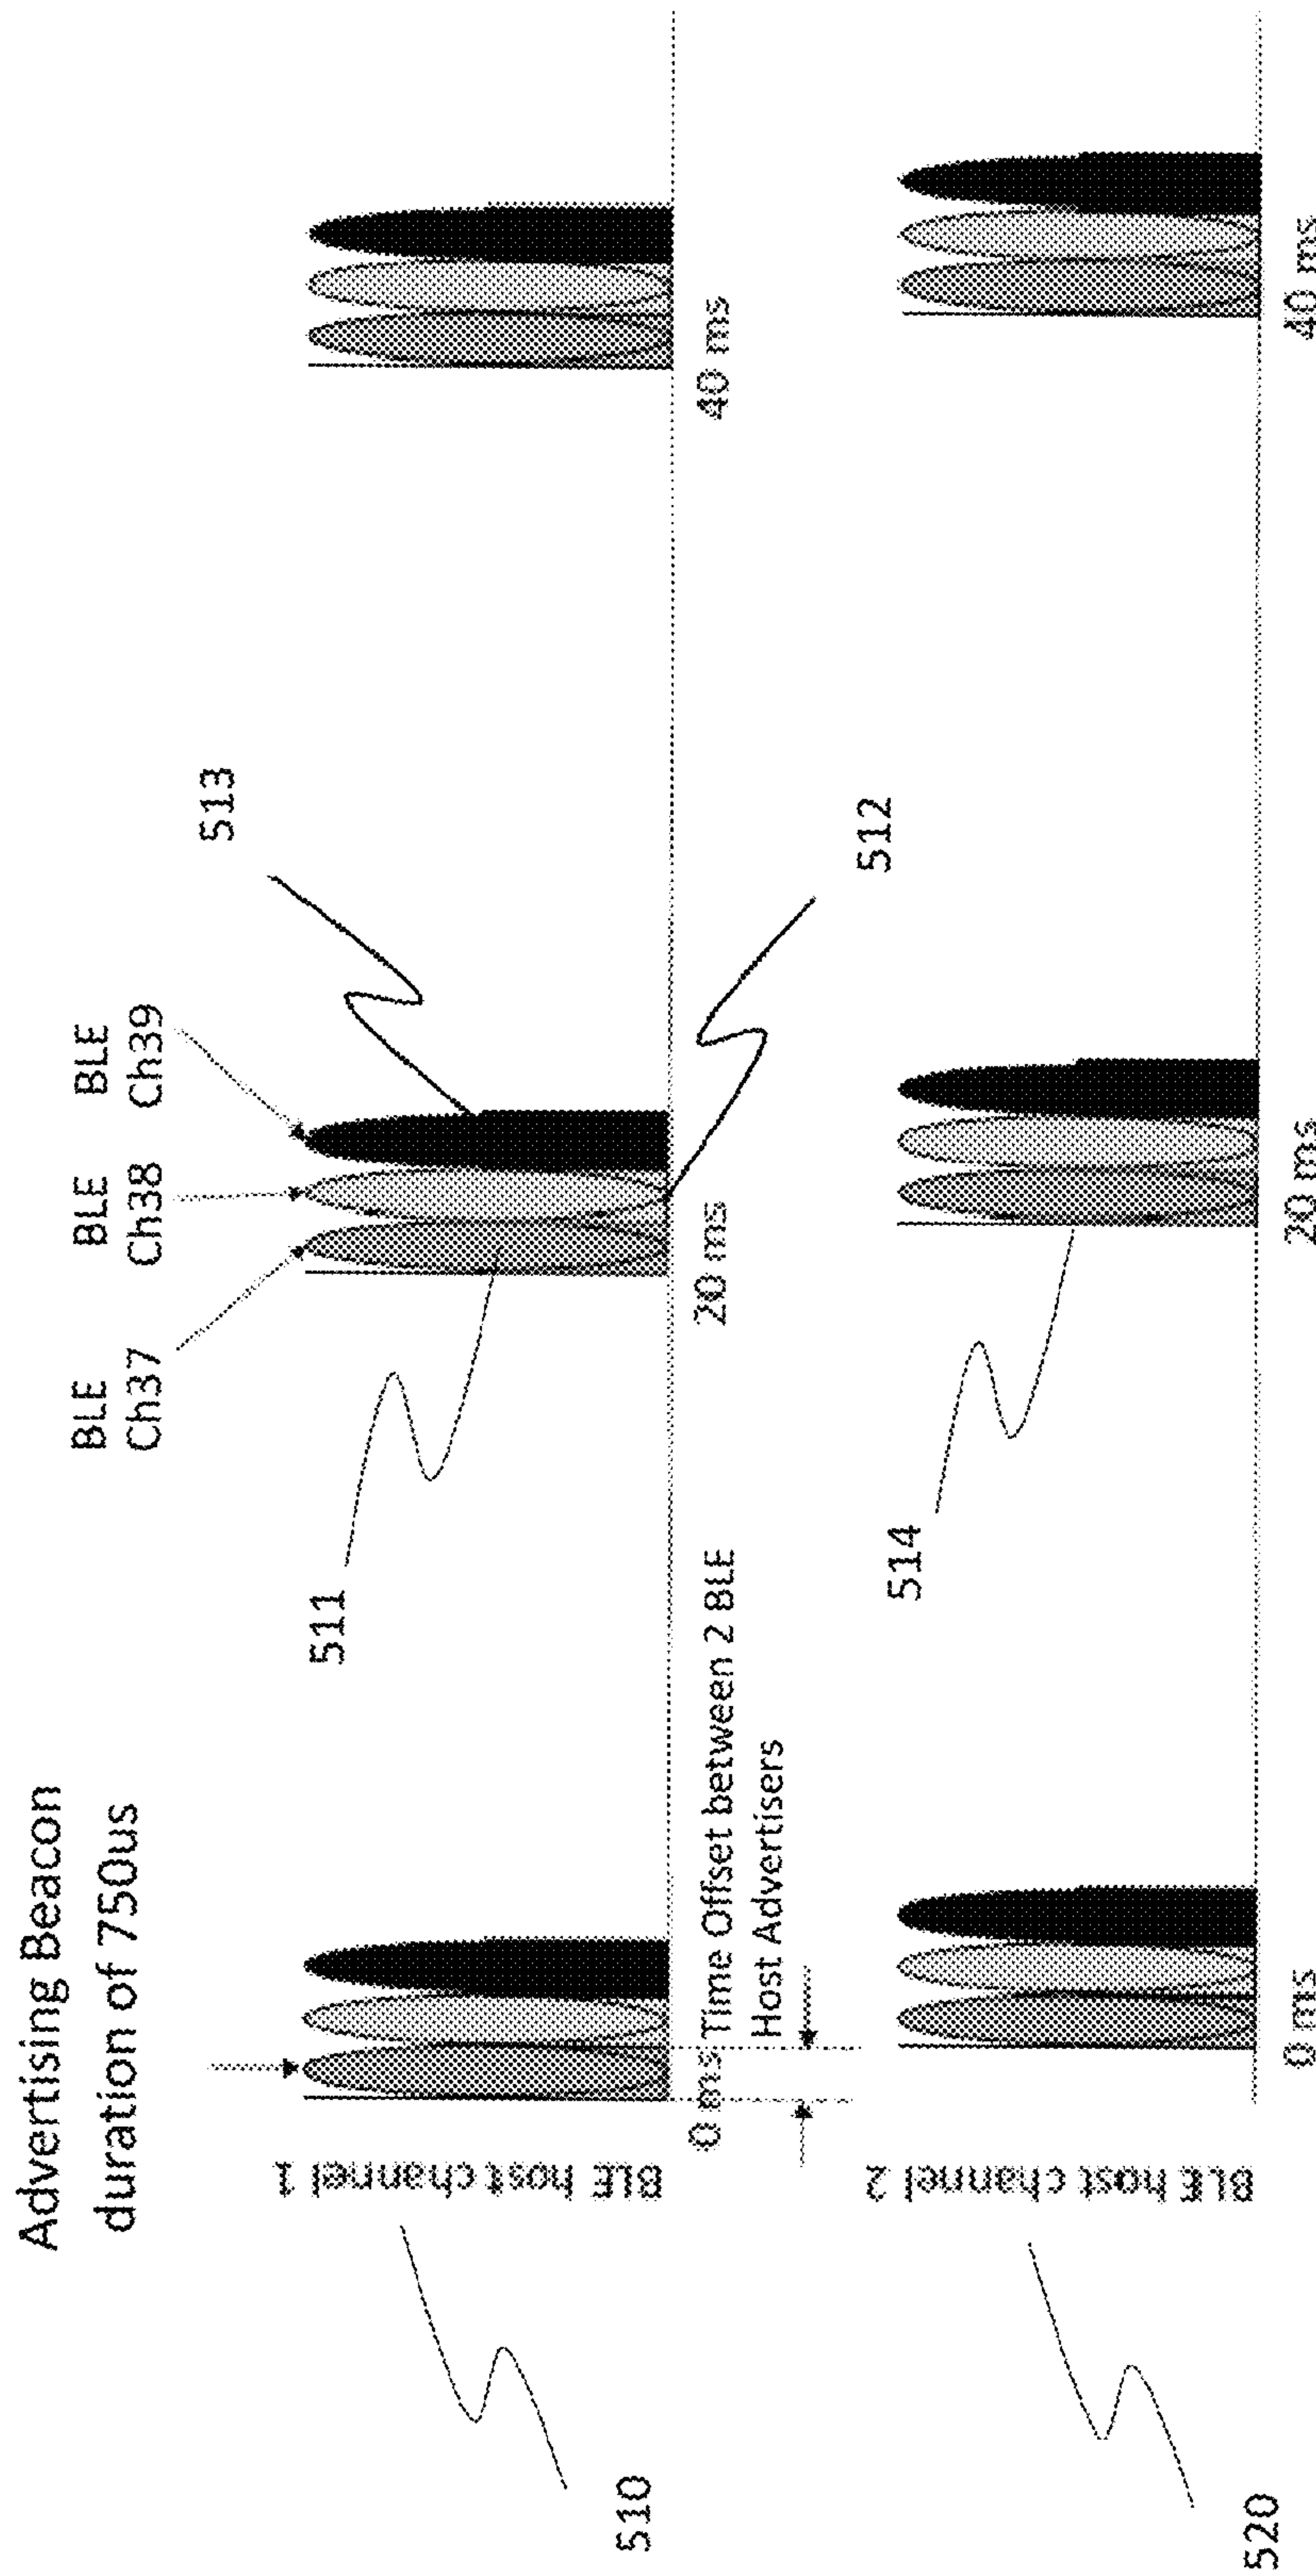 Advertising Beacon
duration of 750us
BLE
Ch37
BLE
Ch38
BLE
Ch39
513
511
510
BLE host channel 1
0 ms
20 ms
40 ms
Time Offset between 2 BLE
Host Advertisers
512
514
520
BLE host channel 2
0 ms
20 ms
40 ms